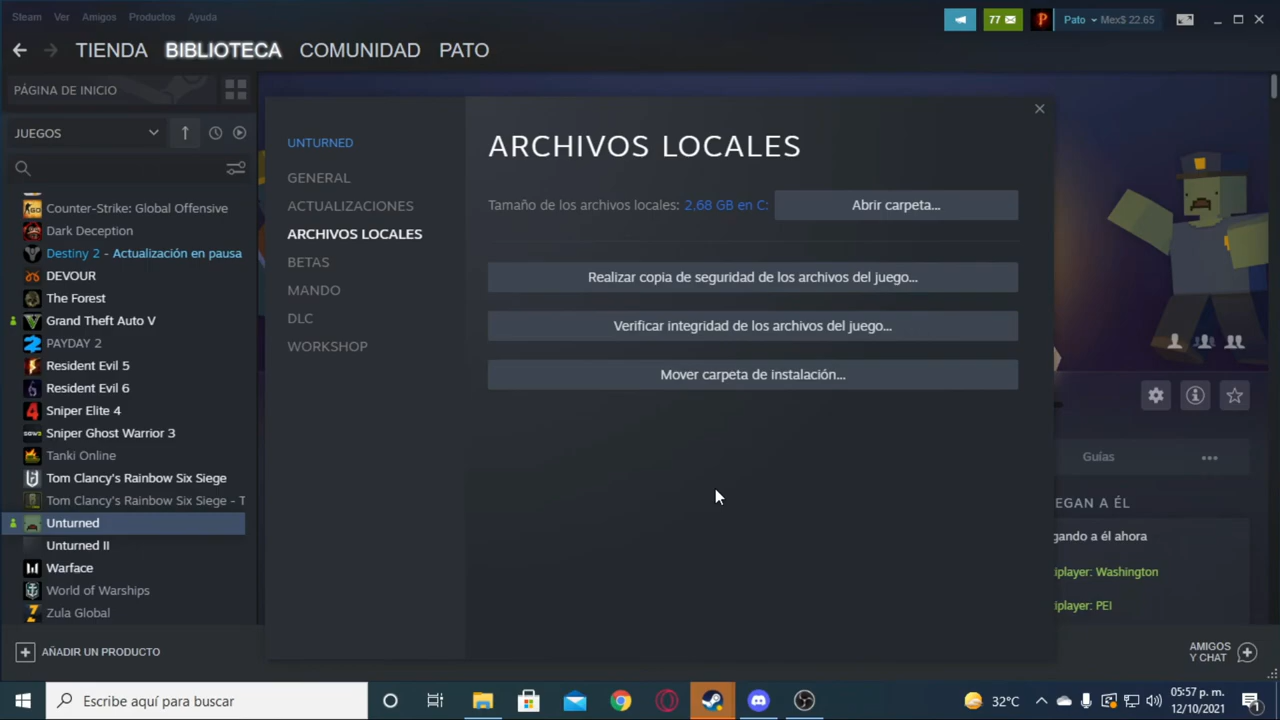 Steam Ver Amigos Productos Ayuda
77
Pato Mex$ 22.65
TIENDA BIBLIOTECA COMUNIDAD PATO
PÁGINA DE INICIO
JUEGOS
Counter-Strike: Global Offensive
Dark Deception
Destiny 2 - Actualización en pausa
DEVOUR
The Forest
Grand Theft Auto V
PAYDAY 2
Resident Evil 5
Resident Evil 6
Sniper Elite 4
Sniper Ghost Warrior 3
Tanki Online
Tom Clancy's Rainbow Six Siege
Tom Clancy's Rainbow Six Siege - T
Unturned
Unturned II
Warface
World of Warships
Zula Global
AÑADIR UN PRODUCTO
UNTURNED
GENERAL
ACTUALIZACIONES
ARCHIVOS LOCALES
BETAS
MANDO
DLC
WORKSHOP
ARCHIVOS LOCALES
Tamaño de los archivos locales: 2,68 GB en C:
Abrir carpeta...
Realizar copia de seguridad de los archivos del juego...
Verificar integridad de los archivos del juego...
Mover carpeta de instalación...
Guías
EGAN A ÉL
gando a él ahora
iplayer: Washington
iplayer: PEI
AMIGOS
Y CHAT
Escribe aquí para buscar
32°C
05:57 p. m.
12/10/2021
1